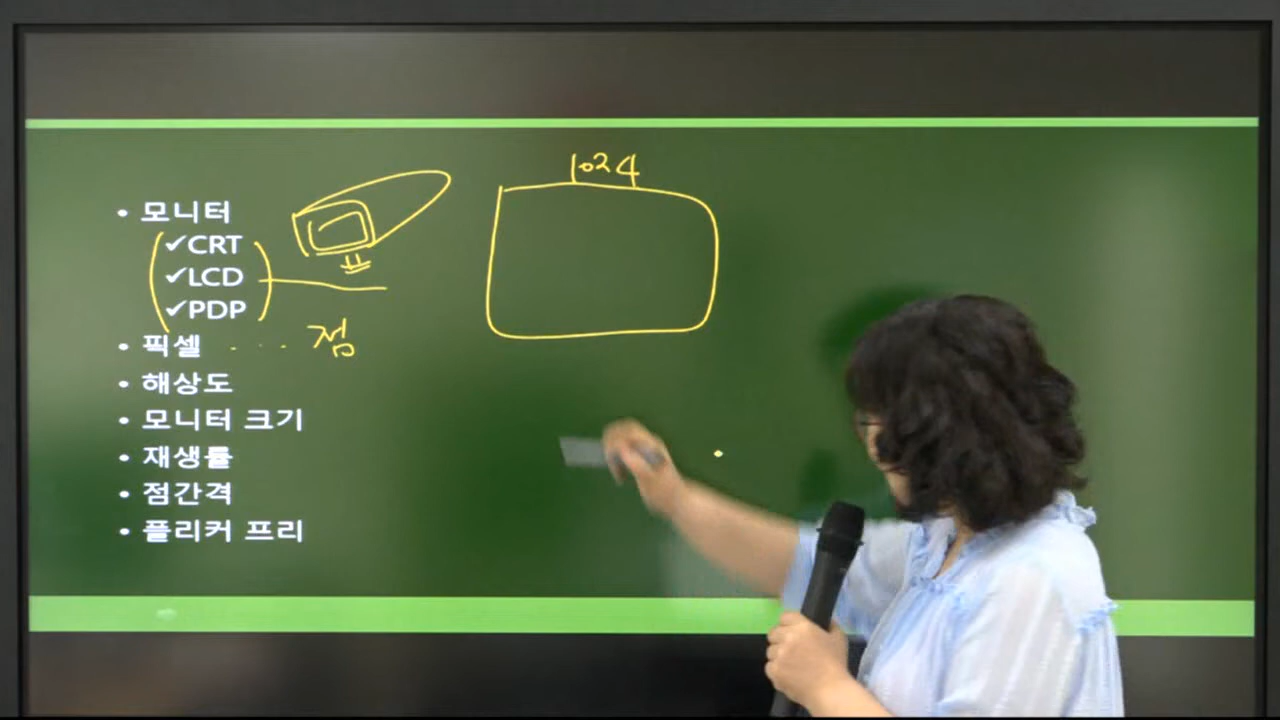 1024
• 모니터
✓CRT
✓LCD
✓PDP
• 픽셀 . . . . 점
• 해상도
• 모니터 크기
• 재생률
• 점간격
• 플리커 프리